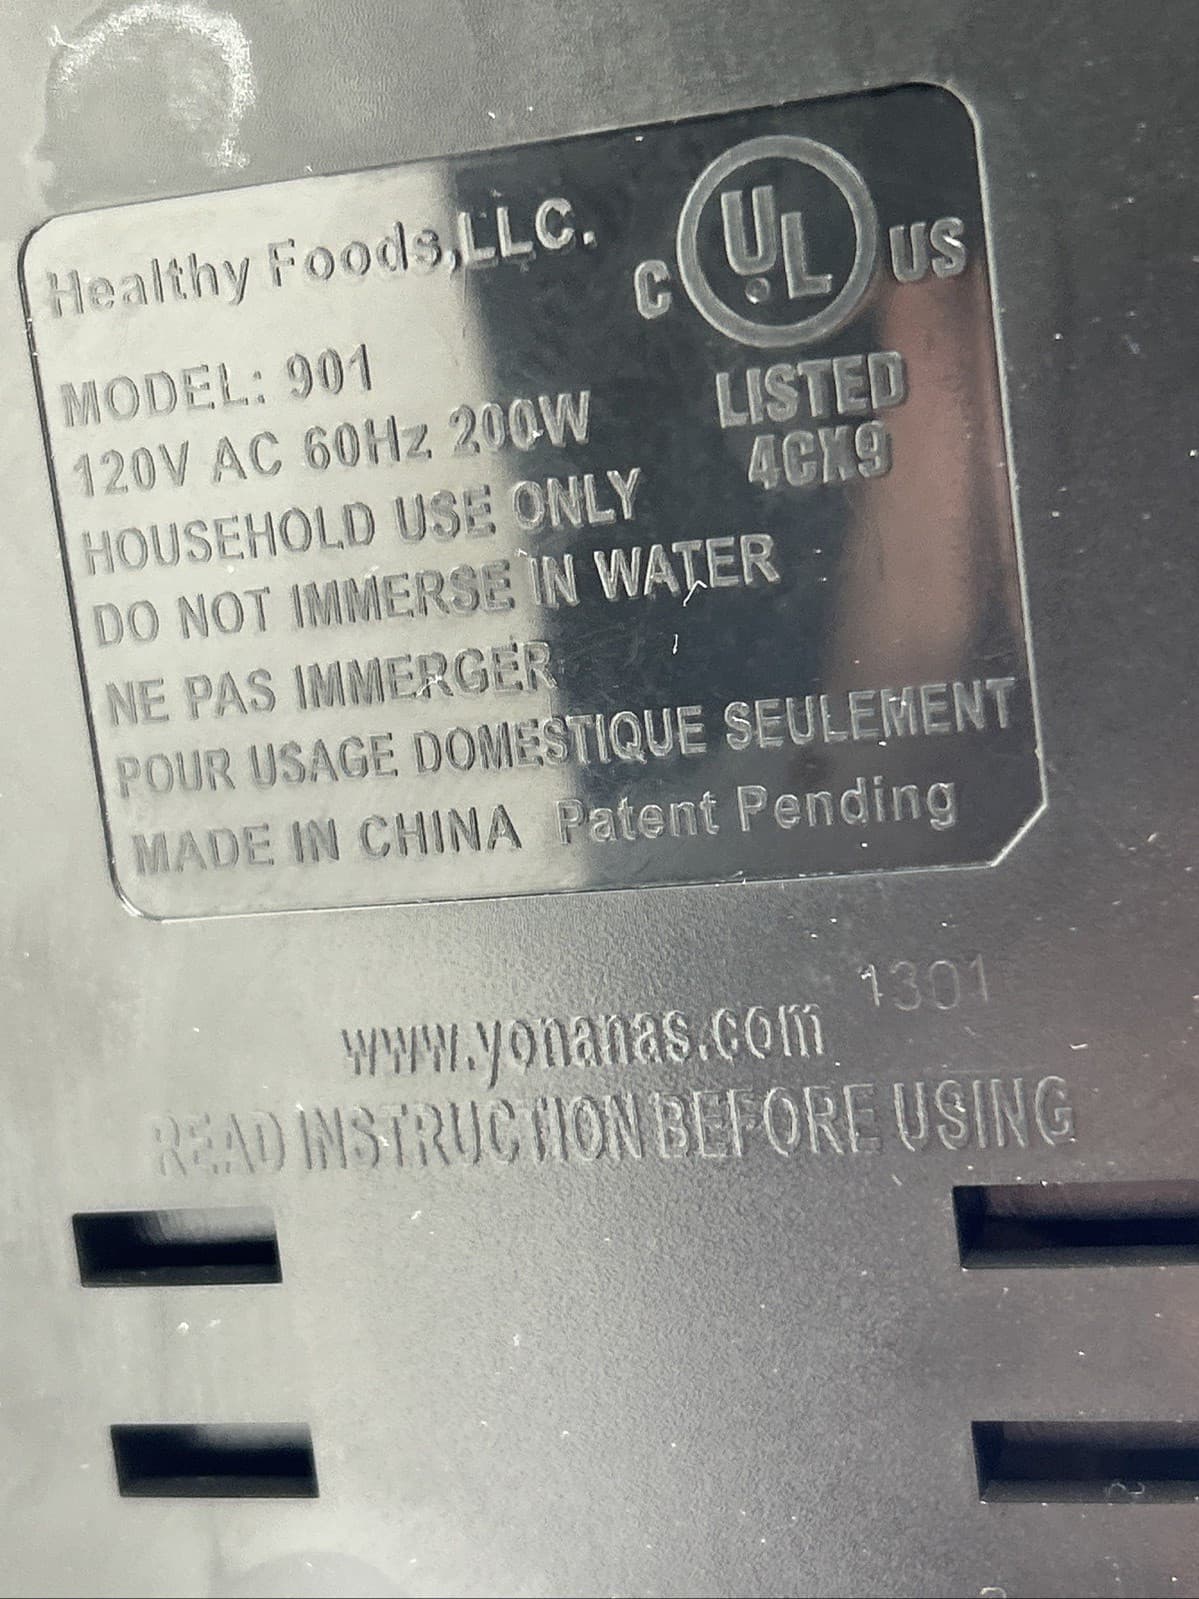 Healthy Foods,LLC.
C UL US
LISTED
4CX9
MODEL: 901
120V AC 60Hz 200W
HOUSEHOLD USE ONLY
DO NOT IMMERSE IN WATER
NE PAS IMMERGER
POUR USAGE DOMESTIQUE SEULEMENT
MADE IN CHINA Patent Pending
1301
www.yonanas.com
READ INSTRUCTION BEFORE USING